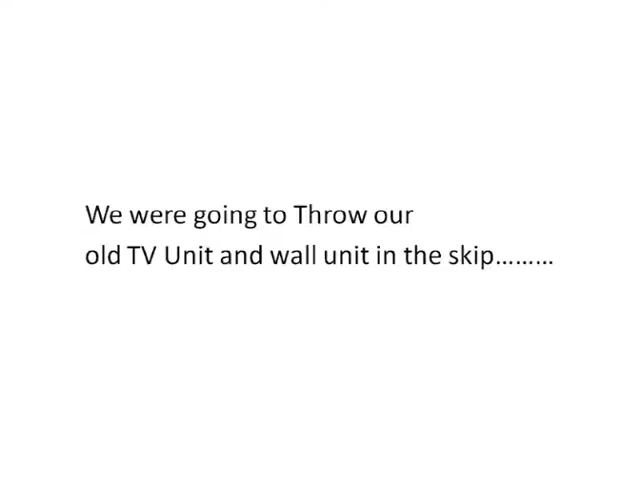 We were going to Throw our
old TV Unit and wall unit in the skip………